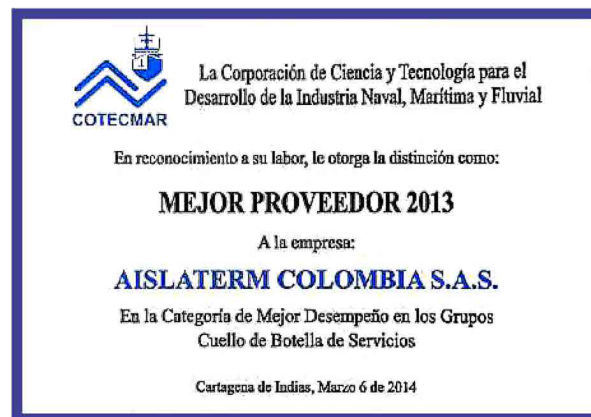 La Corporación de Ciencia y Tecnología para el
Desarrollo de la Industria Naval, Marítima y Fluvial
COTECMAR
En reconocimiento a su labor, le otorga la distinción como:
MEJOR PROVEEDOR 2013
A la empresa:
AISLATERM COLOMBIA S.A.S.
En la Categoría de Mejor Desempeño en los Grupos
Cuello de Botella de Servicios
Cartagena de Indias, Marzo 6 de 2014